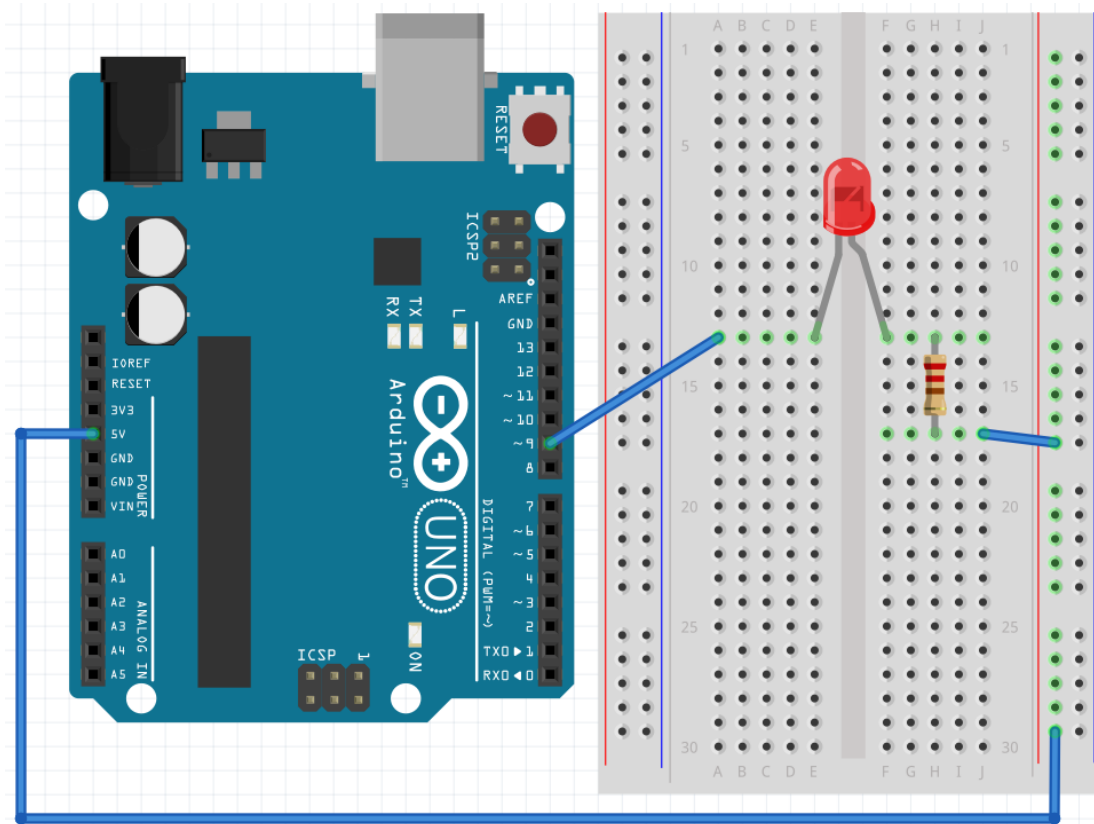 RESET
ICSP2
AREF
GND
13
12
~11
~10
~9
8
7
~6
~5
4
~3
2
TX0▶1
RX0◀0
RX
TX
L
IOREF
RESET
3V3
5V
GND
GND
VIN
POWER
A0
A1
A2
A3
A4
A5
ANALOG IN
Arduino™
UNO
DIGITAL (PWM=~)
ICSP
1
ON
A B C D E F G H I J
1 1
5 5
10 10
15 15
20 20
25 25
30 30
A B C D E F G H I J